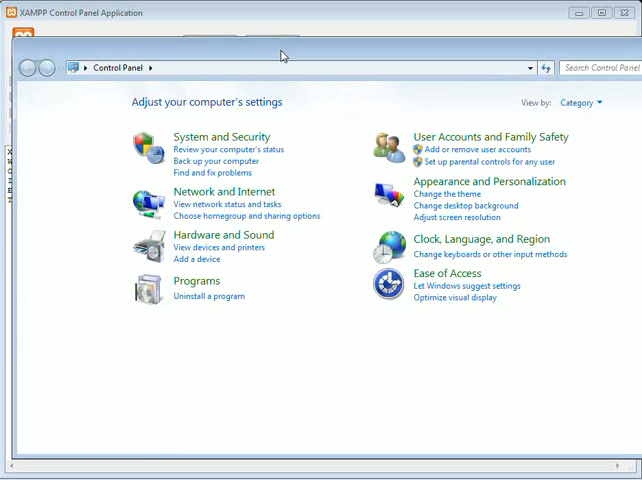 XAMPP Control Panel Application
Control Panel
Search Control Panel
Adjust your computer's settings
View by: Category
System and Security
Review your computer's status
Back up your computer
Find and fix problems
Network and Internet
View network status and tasks
Choose homegroup and sharing options
Hardware and Sound
View devices and printers
Add a device
Programs
Uninstall a program
User Accounts and Family Safety
Add or remove user accounts
Set up parental controls for any user
Appearance and Personalization
Change the theme
Change desktop background
Adjust screen resolution
Clock, Language, and Region
Change keyboards or other input methods
Ease of Access
Let Windows suggest settings
Optimize visual display